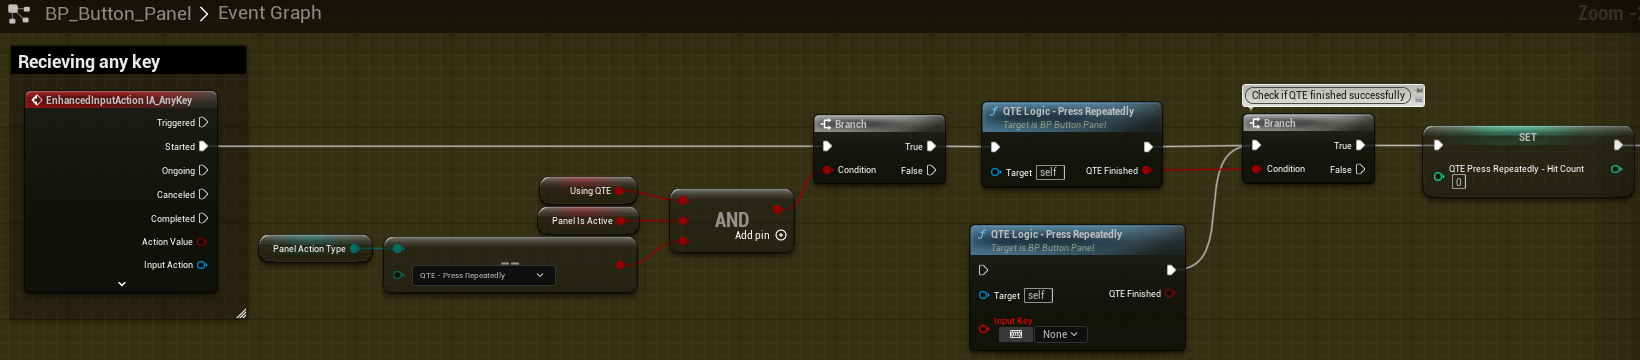 BP_Button_Panel > Event Graph
Zoom
Recieving any key
EnhancedInputAction IA_AnyKey
Triggered
Started
Ongoing
Canceled
Completed
Action Value
Input Action
Panel Action Type
QTE - Press Repeatedly
==
Using QTE
Panel Is Active
AND
Add pin
Branch
Condition
True
False
QTE Logic - Press Repeatedly
Target is BP Button Panel
Target self
QTE Finished
QTE Logic - Press Repeatedly
Target is BP Button Panel
Target self
QTE Finished
Input Key
None
Check if QTE finished successfully
Branch
Condition
True
False
SET
QTE Press Repeatedly - Hit Count
0